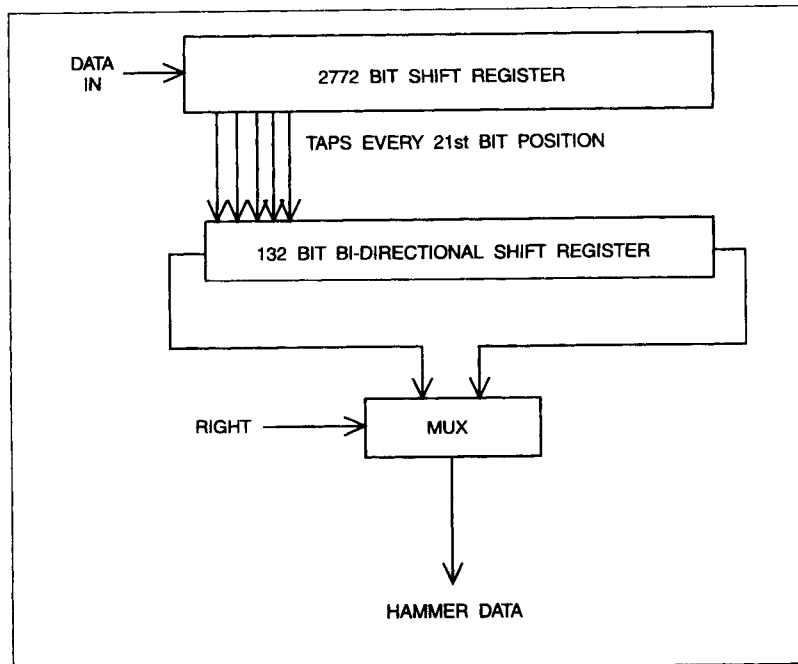 DATA
IN
2772 BIT SHIFT REGISTER
TAPS EVERY 21st BIT POSITION
132 BIT BI-DIRECTIONAL SHIFT REGISTER
RIGHT
MUX
HAMMER DATA